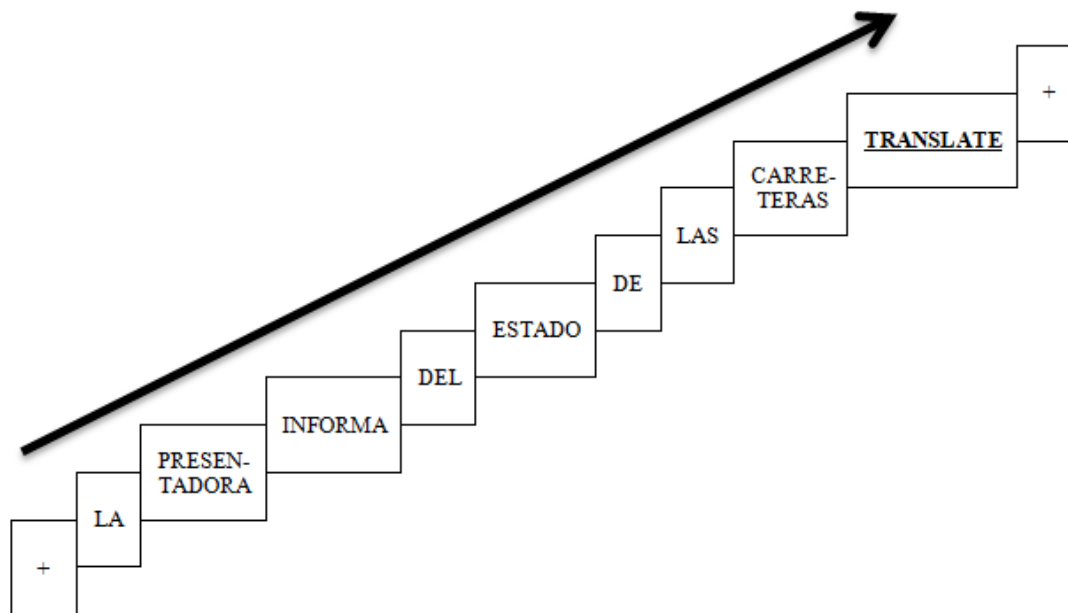 +
LA
PRESEN-
TADORA
INFORMA
DEL
ESTADO
DE
LAS
CARRE-
TERAS
TRANSLATE
+